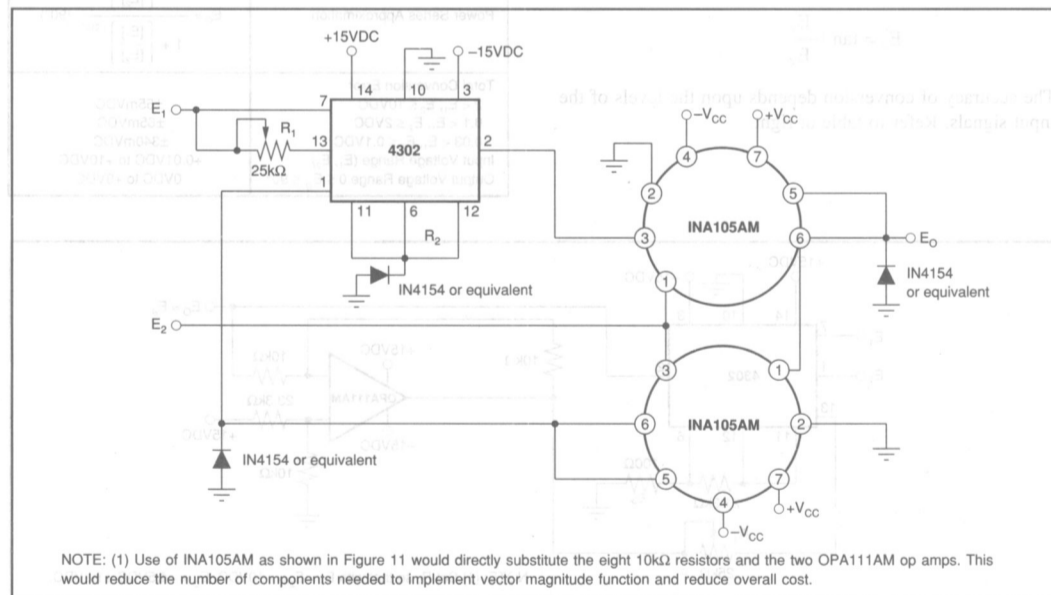 +15VDC
−15VDC
E1
7
14
10
3
R1
13
4302
2
25kΩ
1
11
6
12
R2
IN4154 or equivalent
−VCC
+VCC
4
7
2
5
INA105AM
3
6
EO
1
IN4154
or equivalent
E2
3
1
INA105AM
6
2
IN4154 or equivalent
5
4
7
+VCC
−VCC
NOTE: (1) Use of INA105AM as shown in Figure 11 would directly substitute the eight 10kΩ resistors and the two OPA111AM op amps. This
would reduce the number of components needed to implement vector magnitude function and reduce overall cost.